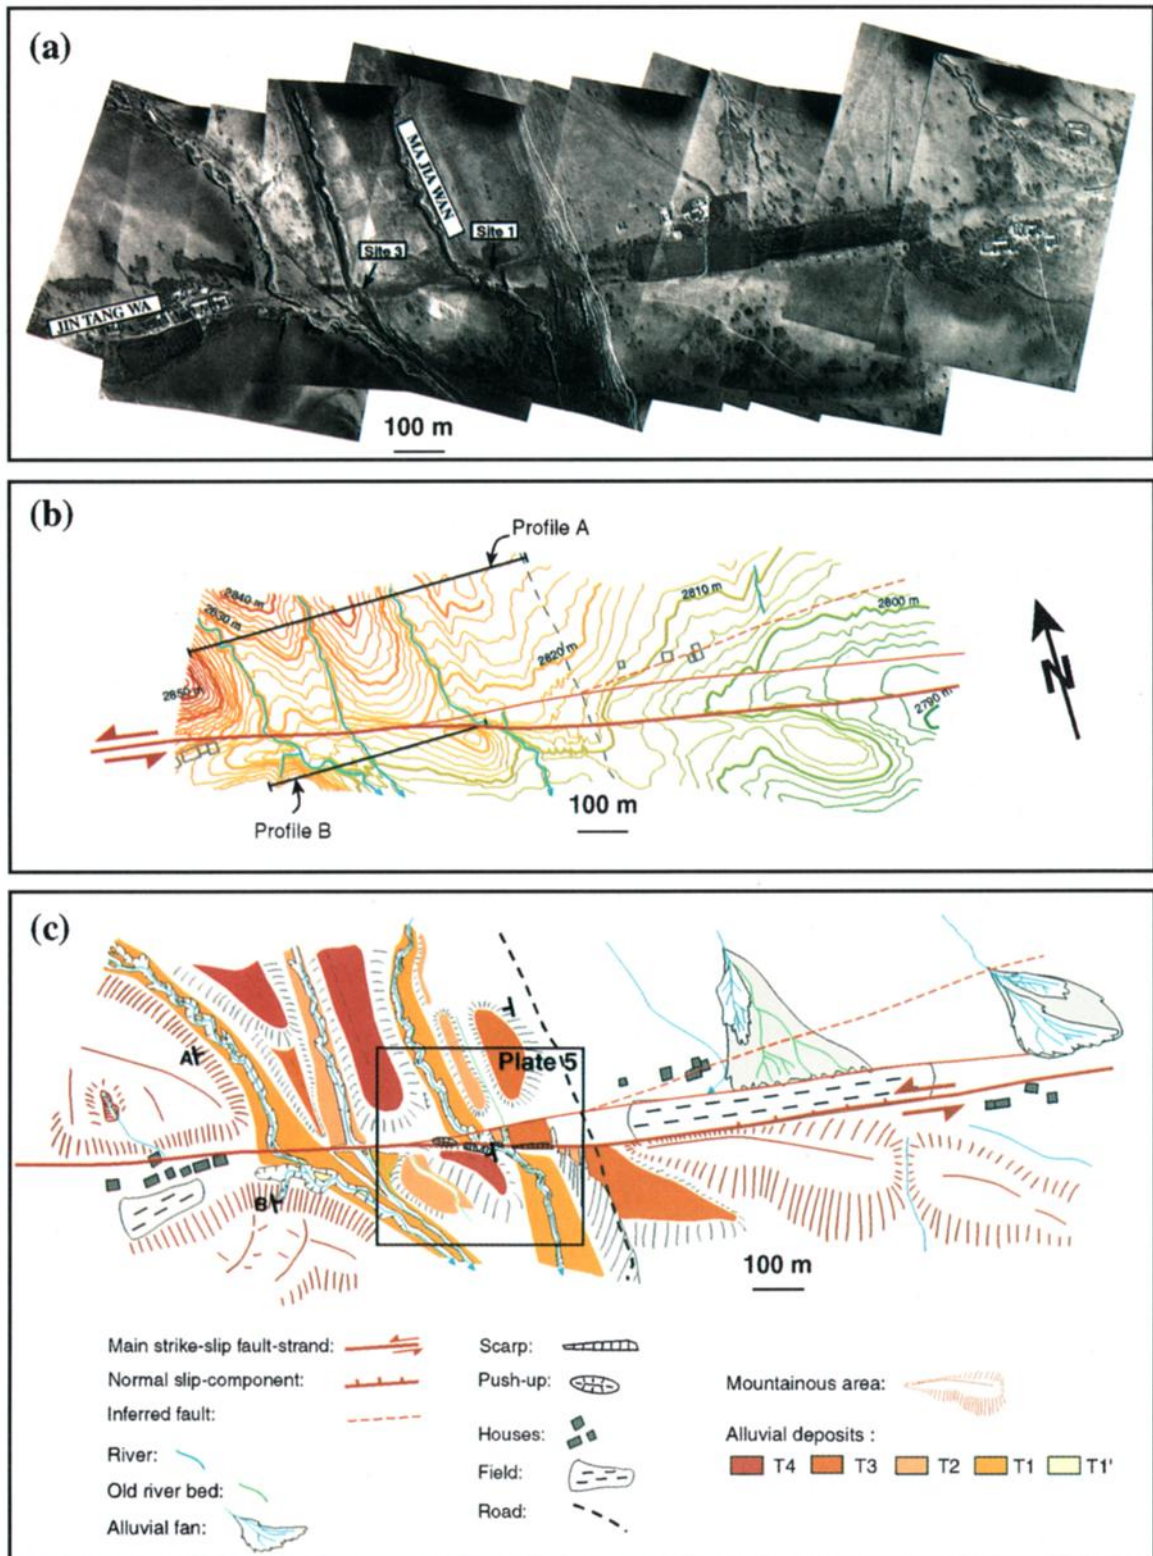 (a)
MA JIA WAN
Site 1
Site 3
JIN TANG WA
100 m
(b)
Profile A
2840 m
2830 m
2850 m
2810 m
2800 m
2820 m
2790 m
N
100 m
Profile B
(c)
A
Plate 5
B
100 m
Main strike-slip fault-strand:
Normal slip-component:
Inferred fault:
River:
Old river bed:
Alluvial fan:
Scarp:
Push-up:
Houses:
Field:
Road:
Mountainous area:
Alluvial deposits :
T4 T3 T2 T1 T1'